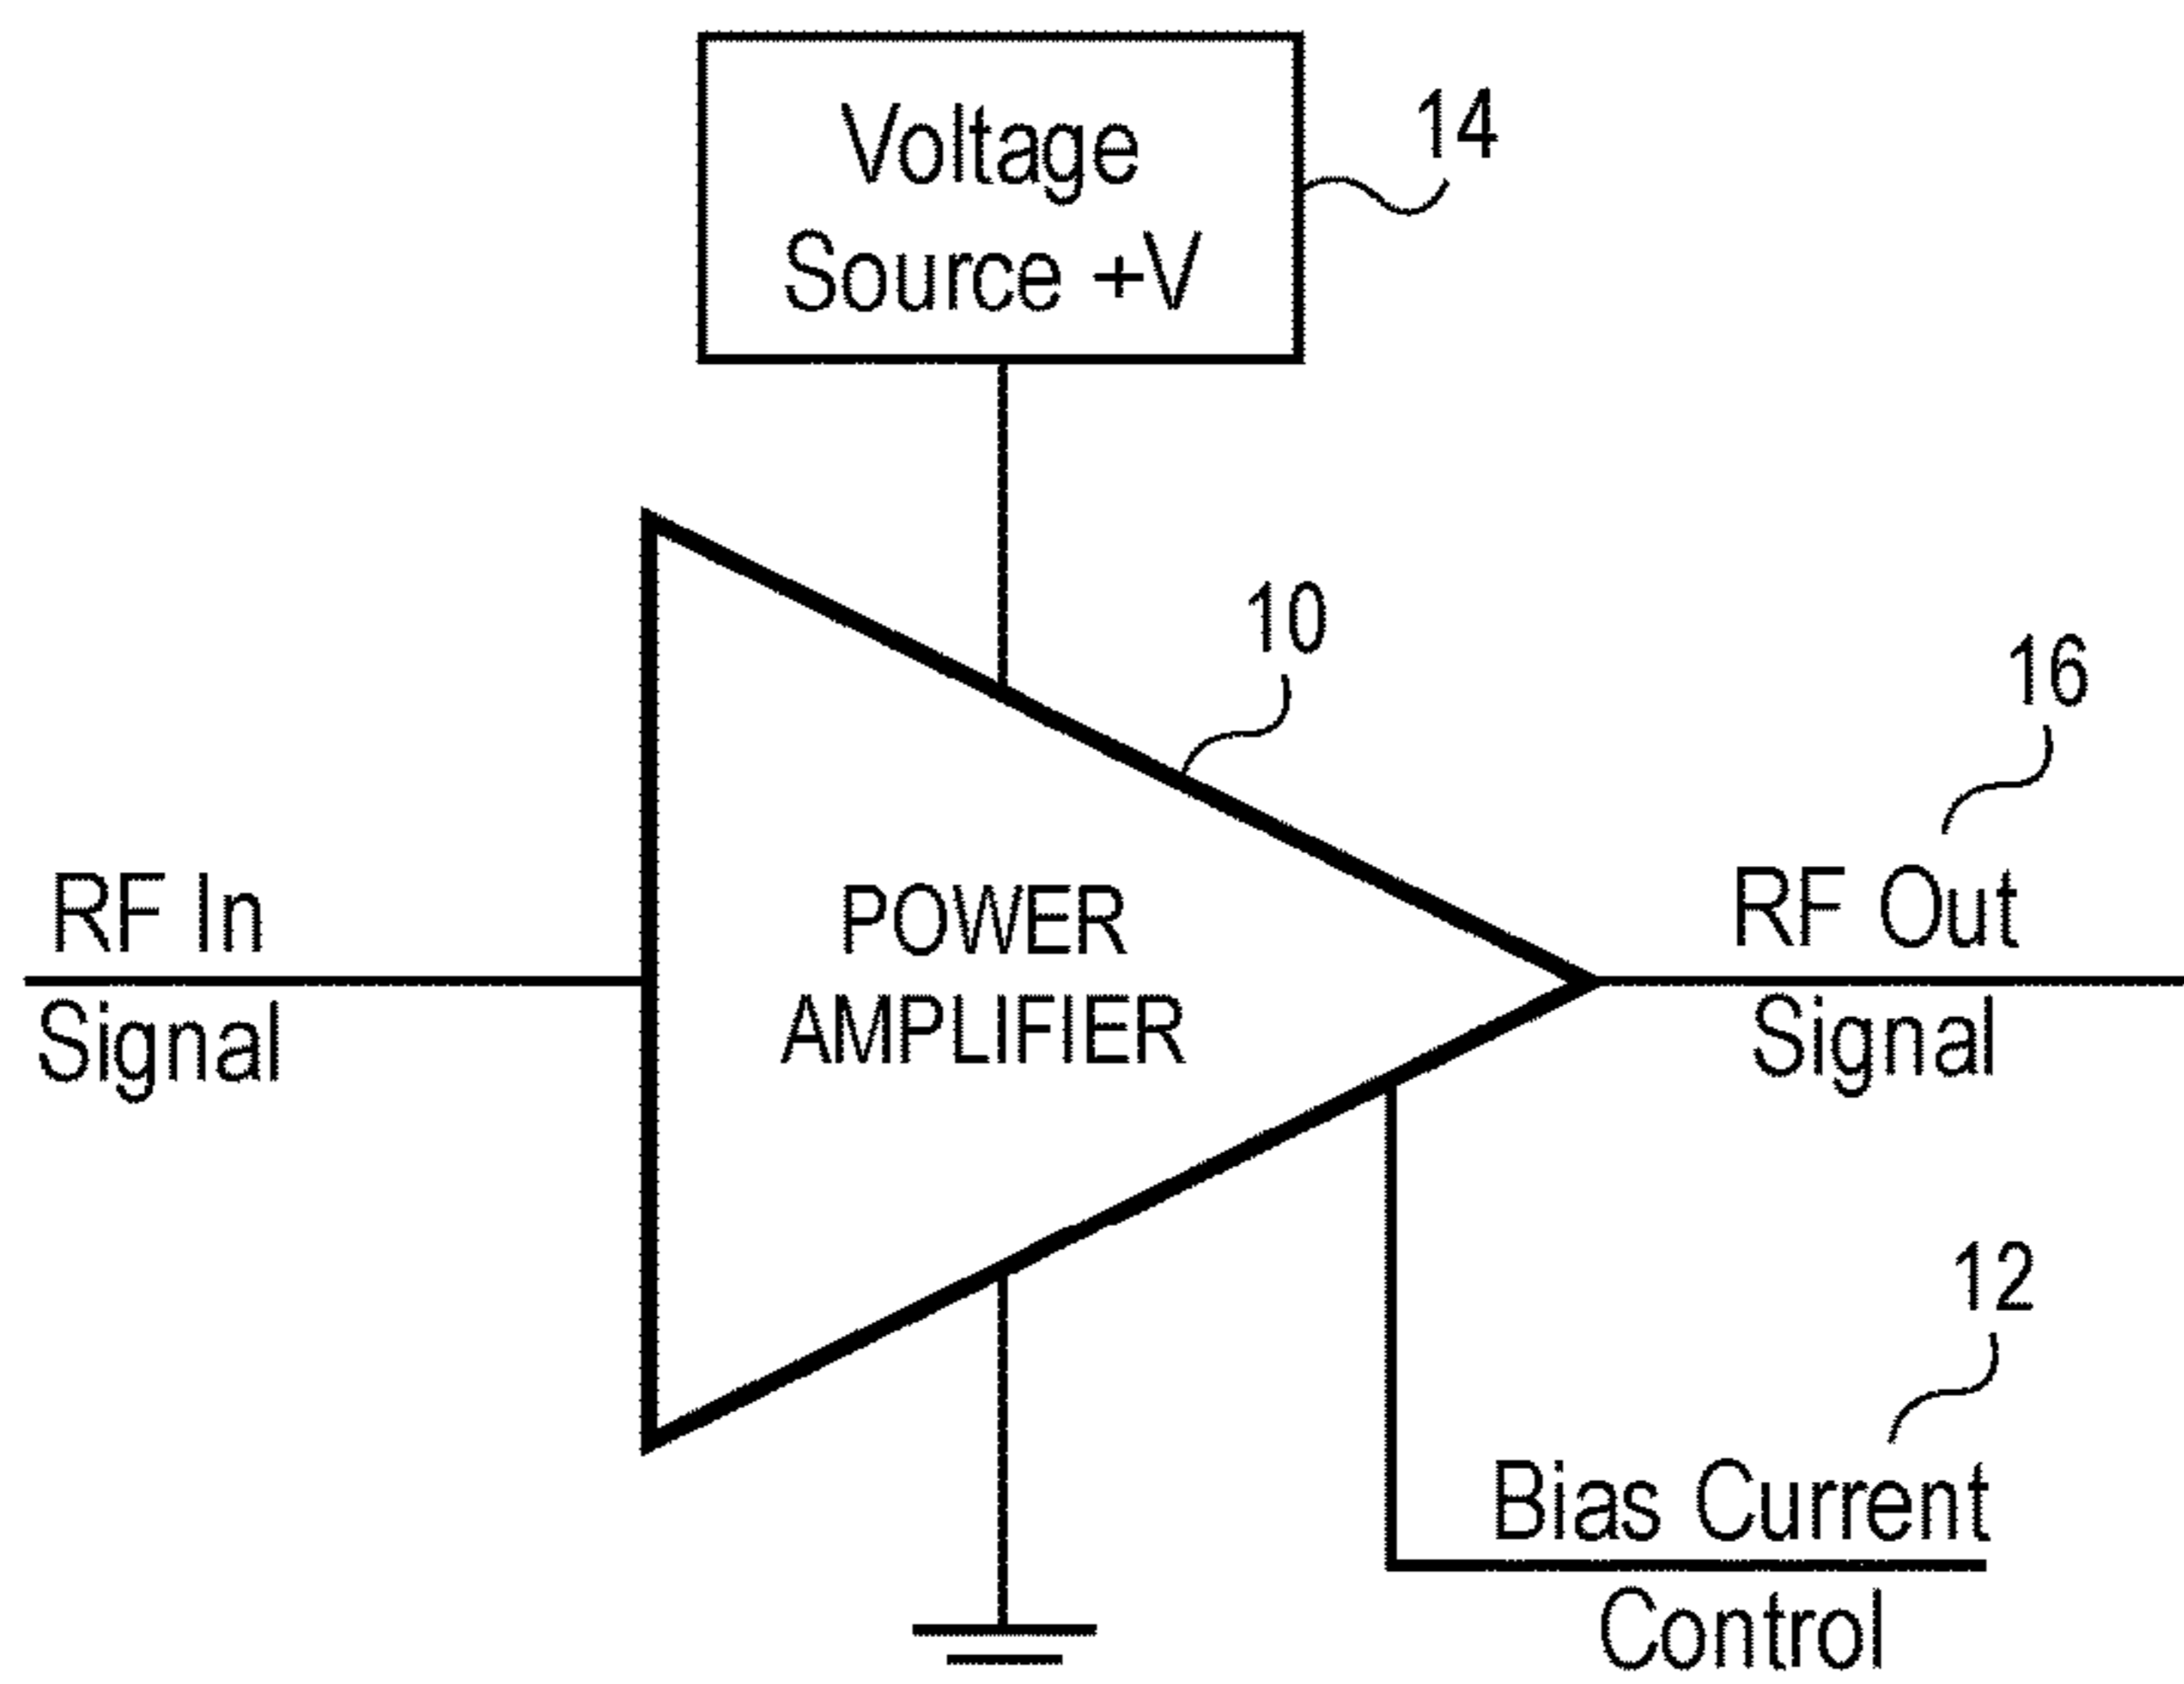 Voltage
Source +V
14
10
16
RF In
Signal
POWER
AMPLIFIER
RF Out
Signal
12
Bias Current
Control